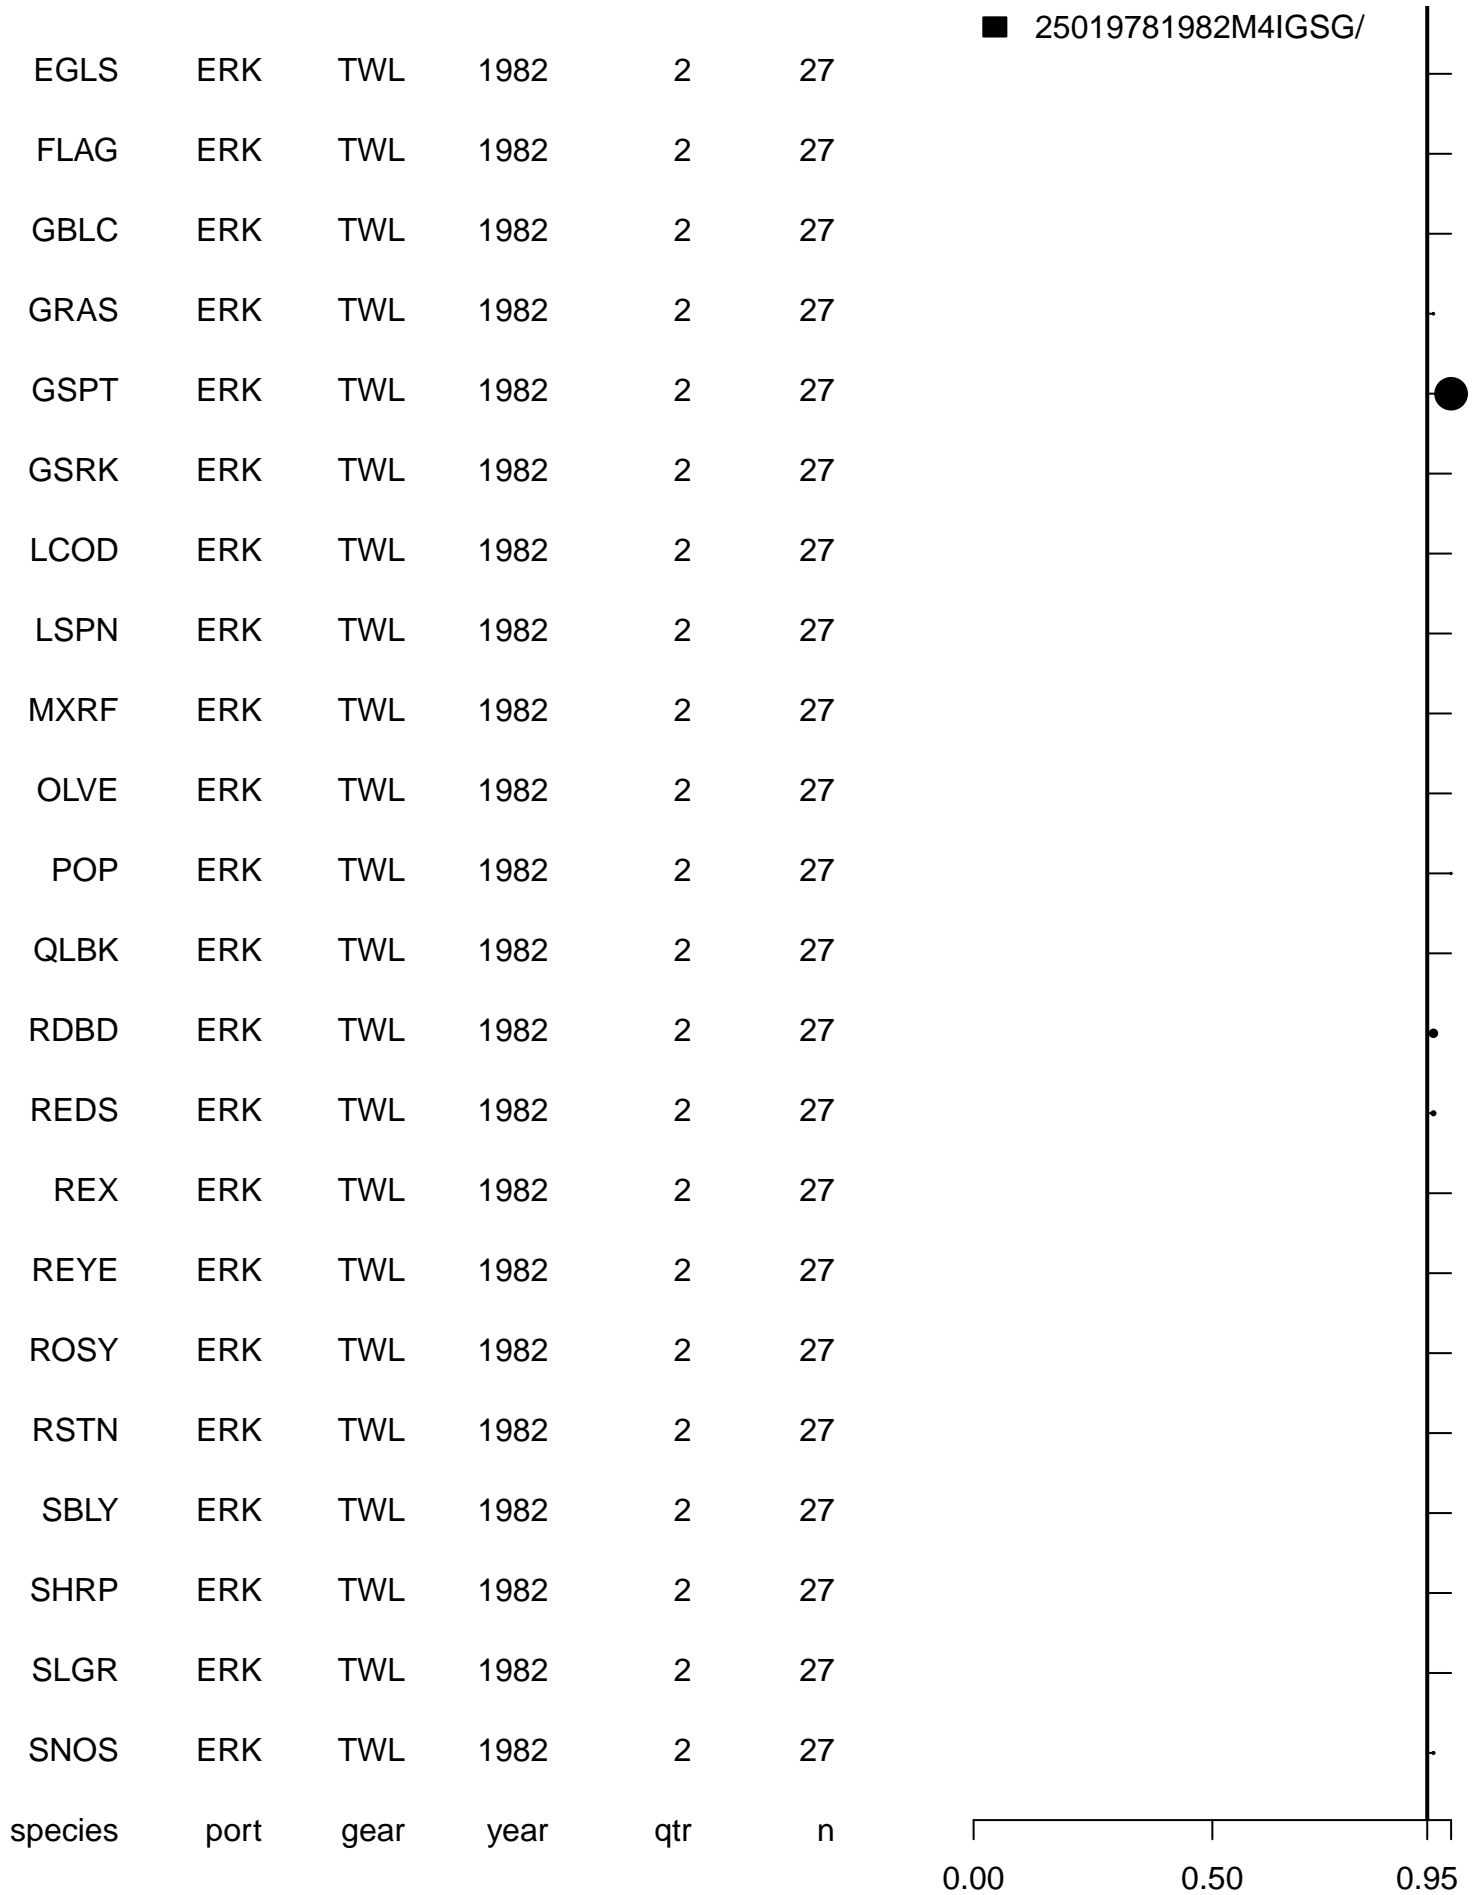 25019781982M4IGSG/
EGLS ERK TWL 1982 2 27
FLAG ERK TWL 1982 2 27
GBLC ERK TWL 1982 2 27
GRAS ERK TWL 1982 2 27
GSPT ERK TWL 1982 2 27
GSRK ERK TWL 1982 2 27
LCOD ERK TWL 1982 2 27
LSPN ERK TWL 1982 2 27
MXRF ERK TWL 1982 2 27
OLVE ERK TWL 1982 2 27
POP ERK TWL 1982 2 27
QLBK ERK TWL 1982 2 27
RDBD ERK TWL 1982 2 27
REDS ERK TWL 1982 2 27
REX ERK TWL 1982 2 27
REYE ERK TWL 1982 2 27
ROSY ERK TWL 1982 2 27
RSTN ERK TWL 1982 2 27
SBLY ERK TWL 1982 2 27
SHRP ERK TWL 1982 2 27
SLGR ERK TWL 1982 2 27
SNOS ERK TWL 1982 2 27
species port gear year qtr n
0.00 0.50 0.95